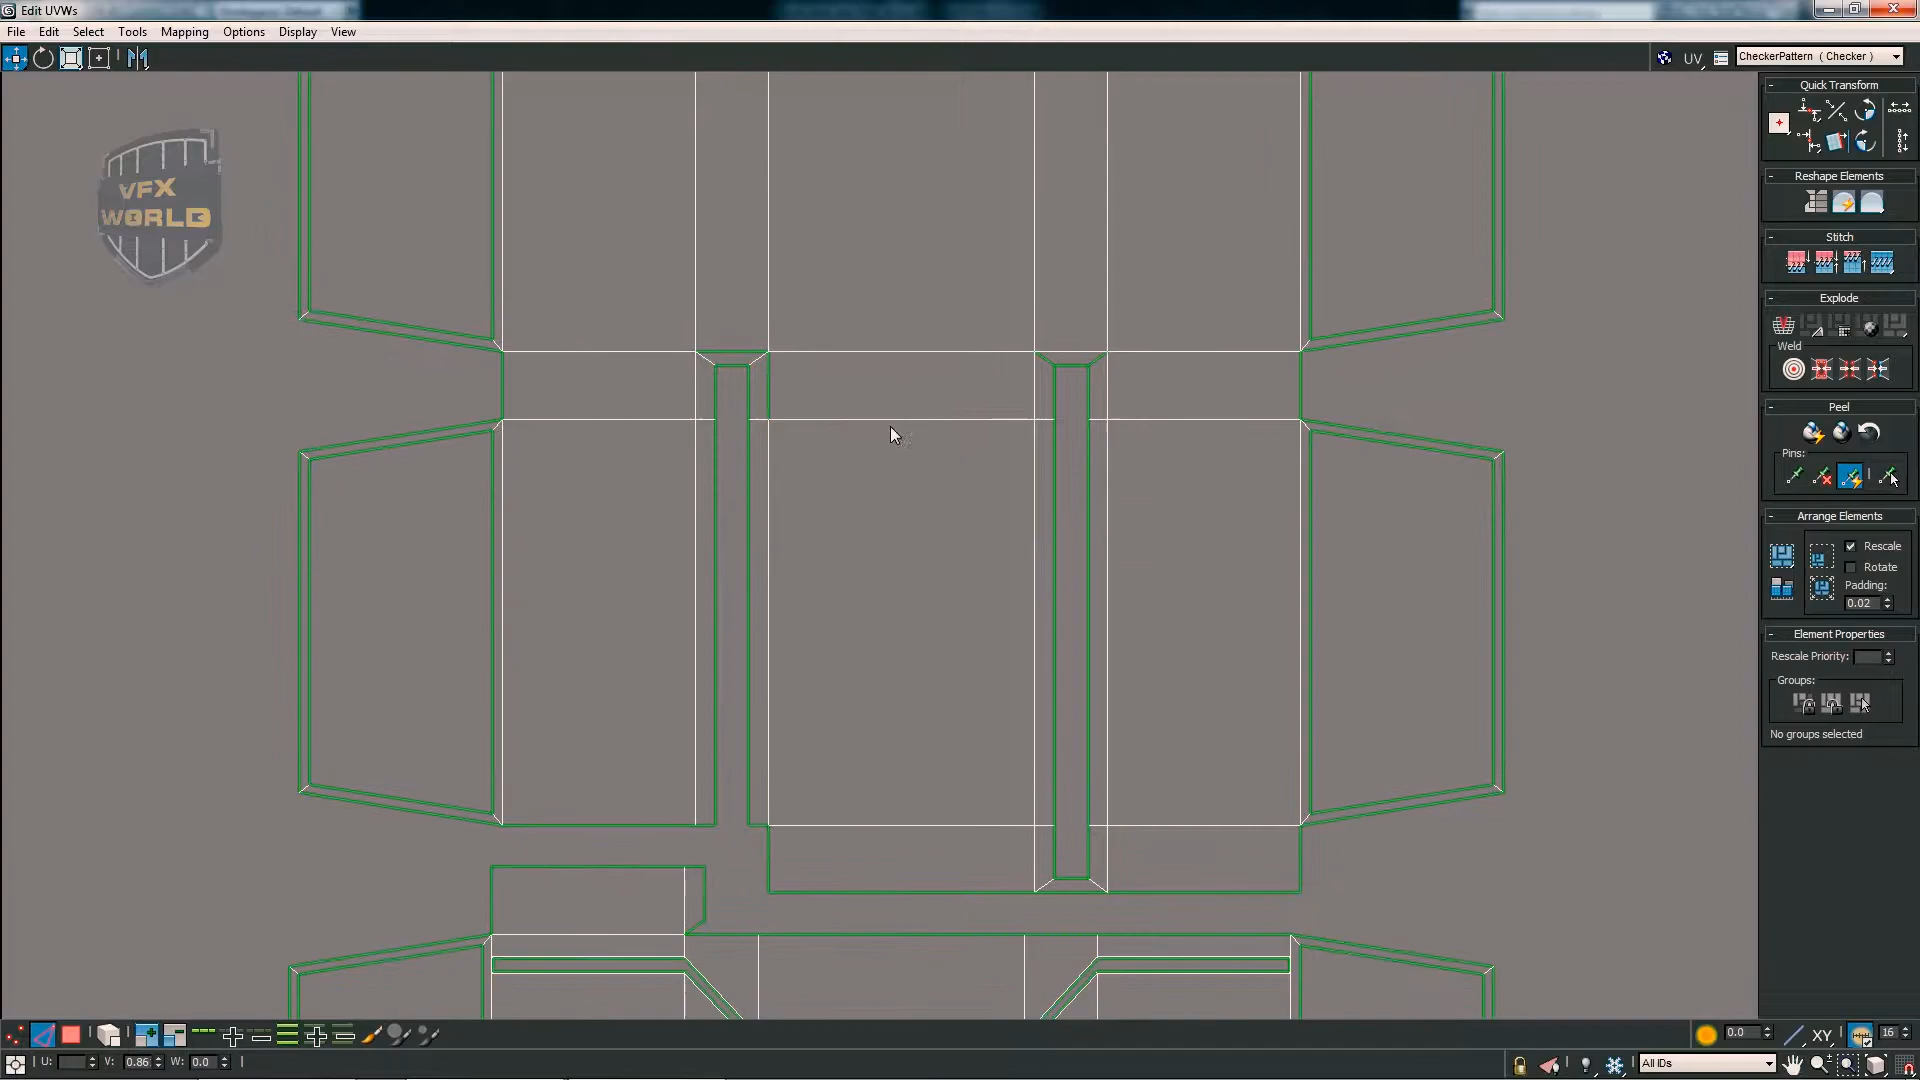 Edit UVWs
File Edit Select Tools Mapping Options Display View
UV CheckerPattern ( Checker )
Quick Transform
VFX
WORLD
Reshape Elements
Stitch
Explode
Weld
Peel
Pins:
Arrange Elements
Rescale
Rotate
Padding:
0.02
Element Properties
Rescale Priority:
Groups:
No groups selected
0.0 XY 16
U: V: 0.86 W: 0.0 All IDs